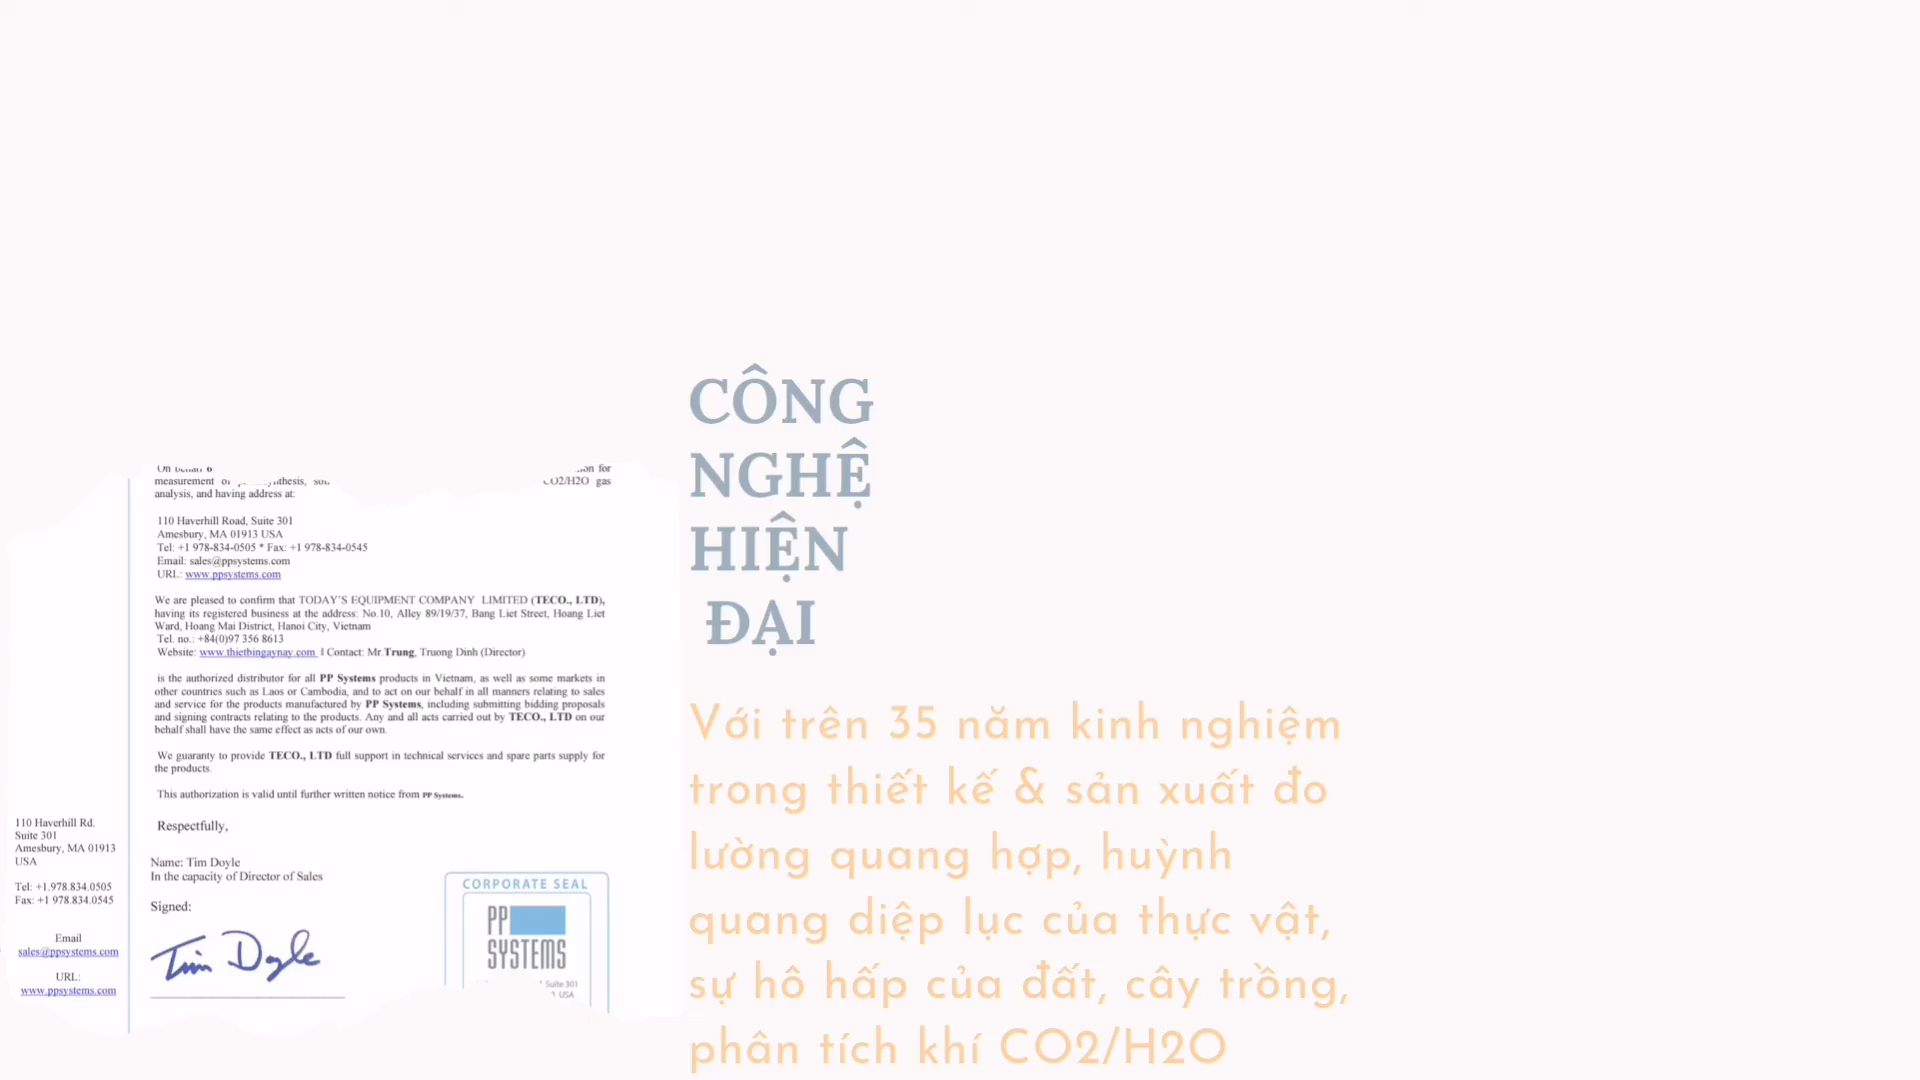 analysis, and having address at:
110 Haverhill Road, Suite 301
Amesbury, MA 01913 USA
Tel: +1 978-834-0505 * Fax: +1 978-834-0545
Email: sales@ppsystems.com
URL: www.ppsystems.com
We are pleased to confirm that TODAY'S EQUIPMENT COMPANY LIMITED (TECO., LTD),
having its registered business at the address: No.10, Alley 89/19/37, Bang Liet Street, Hoang Liet
Ward, Hoang Mai District, Hanoi City, Vietnam
Tel. no.: +84(0)97 356 8613
Website: www.thietbingaynay.com | Contact: Mr.Trung, Truong Dinh (Director)
is the authorized distributor for all PP Systems products in Vietnam, as well as some markets in
other countries such as Laos or Cambodia, and to act on our behalf in all manners relating to sales
and service for the products manufactured by PP Systems, including submitting bidding proposals
and signing contracts relating to the products. Any and all acts carried out by TECO., LTD on our
behalf shall have the same effect as acts of our own.
We guaranty to provide TECO., LTD full support in technical services and spare parts supply for
the products.
This authorization is valid until further written notice from PP Systems.
Respectfully,
Name: Tim Doyle
In the capacity of Director of Sales
Signed:
Tim Doyle
110 Haverhill Rd.
Suite 301
Amesbury, MA 01913
USA
Tel: +1.978.834.0505
Fax: +1 978.834.0545
Email
sales@ppsystems.com
URL:
www.ppsystems.com
CORPORATE SEAL
PP
SYSTEMS
Suite 301
USA
CÔNG
NGHỆ
HIỆN
ĐẠI
Với trên 35 năm kinh nghiệm
trong thiết kế & sản xuất đo
lường quang hợp, huỳnh
quang diệp lục của thực vật,
sự hô hấp của đất, cây trồng,
phân tích khí CO2/H2O